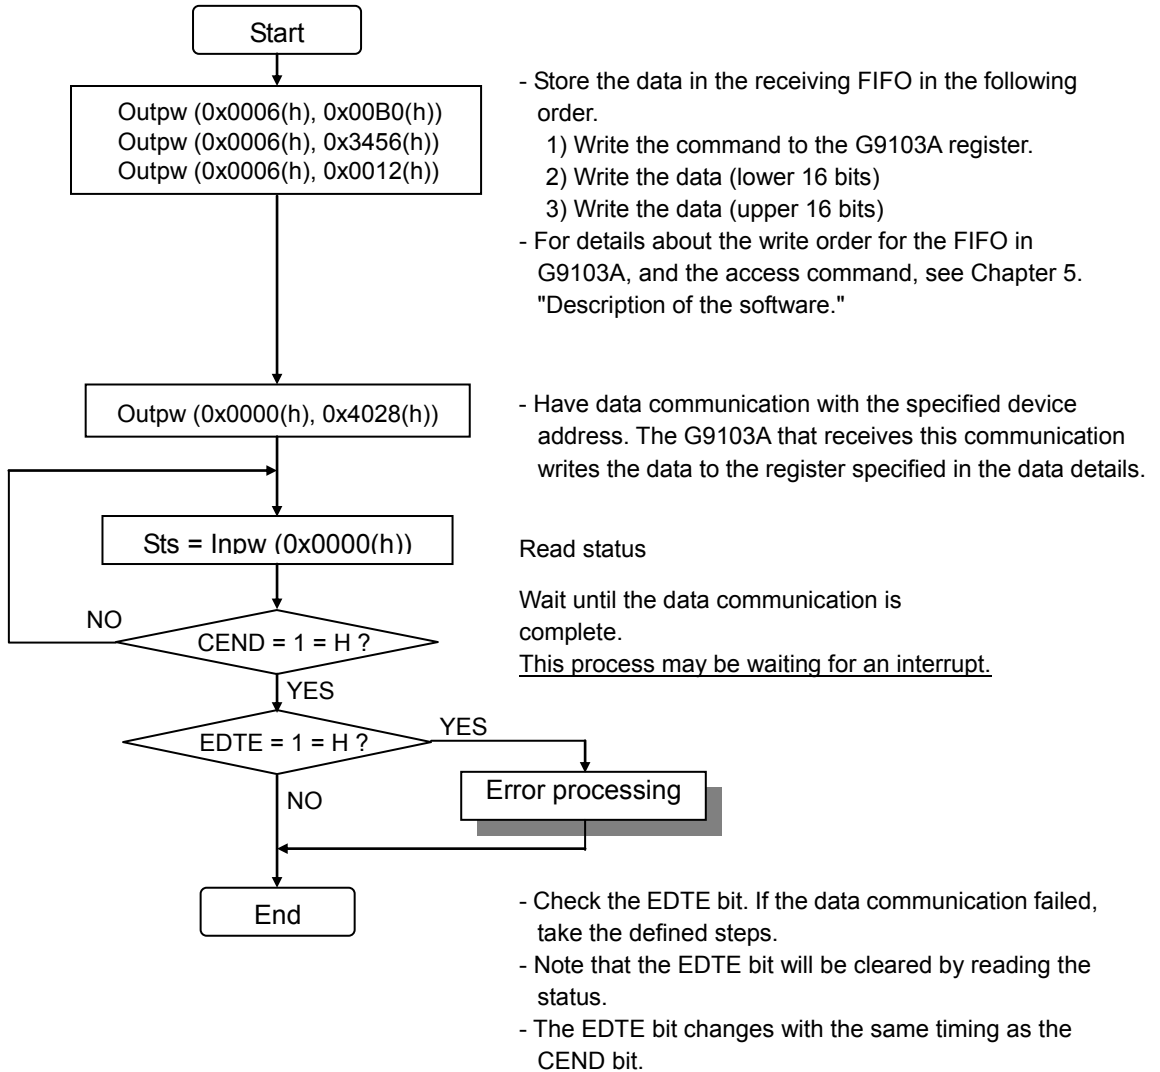 Start
Outpw (0x0006(h), 0x00B0(h))
Outpw (0x0006(h), 0x3456(h))
Outpw (0x0006(h), 0x0012(h))
- Store the data in the receiving FIFO in the following
order.
1) Write the command to the G9103A register.
2) Write the data (lower 16 bits)
3) Write the data (upper 16 bits)
- For details about the write order for the FIFO in
G9103A, and the access command, see Chapter 5.
"Description of the software."
Outpw (0x0000(h), 0x4028(h))
- Have data communication with the specified device
address. The G9103A that receives this communication
writes the data to the register specified in the data details.
Sts = Inpw (0x0000(h))
Read status
NO
CEND = 1 = H ?
YES
Wait until the data communication is
complete.
This process may be waiting for an interrupt.
EDTE = 1 = H ?
YES
NO
Error processing
End
- Check the EDTE bit. If the data communication failed,
take the defined steps.
- Note that the EDTE bit will be cleared by reading the
status.
- The EDTE bit changes with the same timing as the
CEND bit.